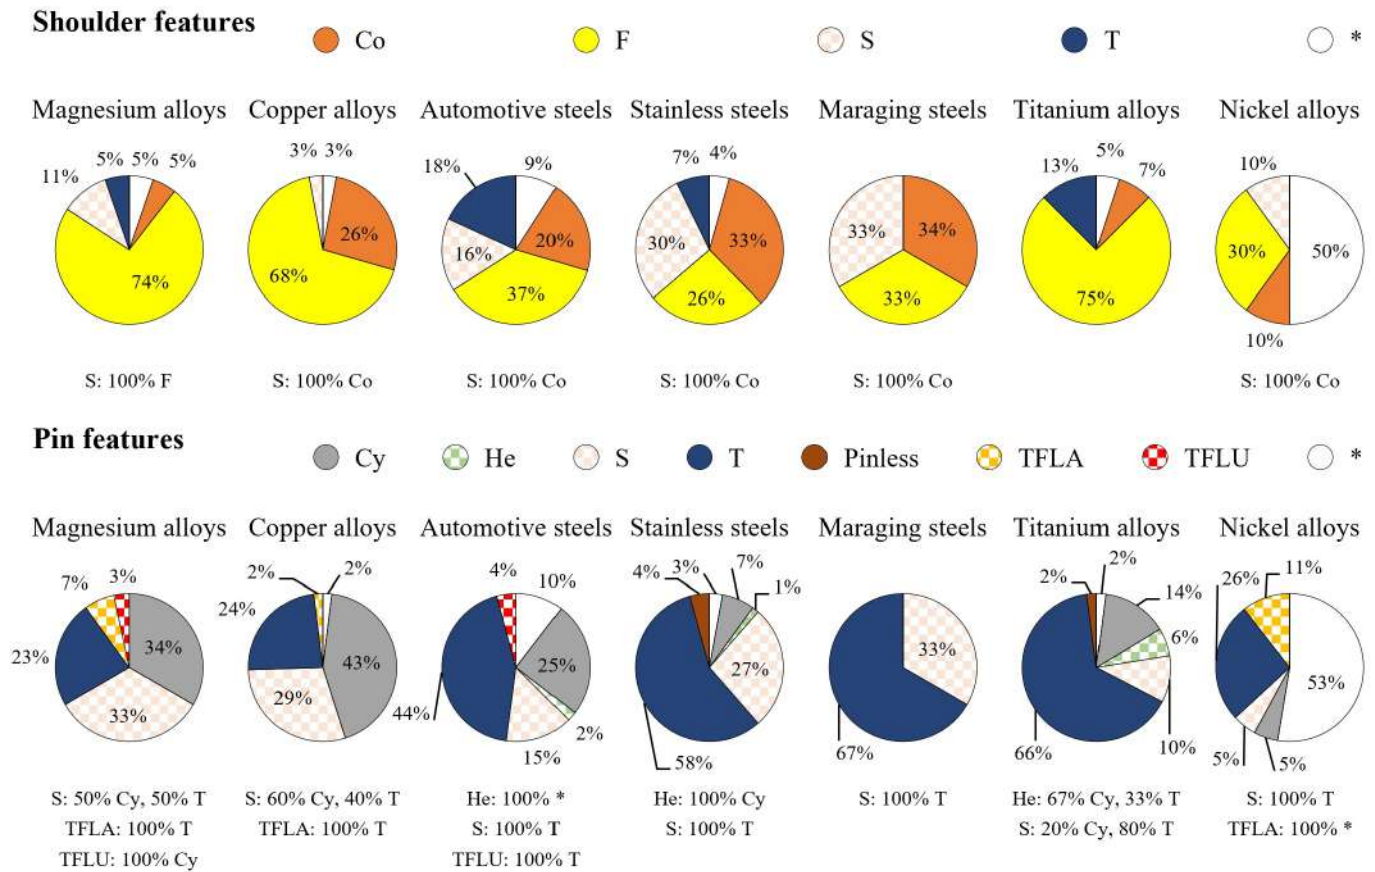 Shoulder features
Co F S T *
Magnesium alloys Copper alloys Automotive steels Stainless steels Maraging steels Titanium alloys Nickel alloys
5% 5% 5% 11% 74%
3% 3% 26% 68%
18% 9% 20% 16% 37%
7% 4% 30% 33% 26%
33% 34% 33%
13% 5% 7% 75%
10% 30% 50% 10%
S: 100% F S: 100% Co S: 100% Co S: 100% Co S: 100% Co S: 100% Co
Pin features
Cy He S T Pinless TFLA TFLU *
Magnesium alloys Copper alloys Automotive steels Stainless steels Maraging steels Titanium alloys Nickel alloys
7% 3% 34% 23% 33%
2% 2% 24% 43% 29%
4% 10% 25% 44% 2% 15%
4% 3% 7% 1% 27% 58%
33% 67%
2% 2% 14% 6% 66% 10%
26% 11% 53% 5% 5%
S: 50% Cy, 50% T S: 60% Cy, 40% T He: 100% * He: 100% Cy S: 100% T He: 67% Cy, 33% T S: 100% T
TFLA: 100% T TFLA: 100% T S: 100% T S: 100% T S: 20% Cy, 80% T TFLA: 100% *
TFLU: 100% Cy TFLU: 100% T